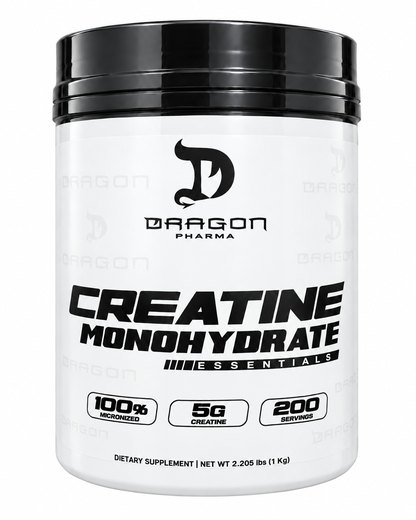 DRAGON
PHARMA
CREATINE
MONOHYDRATE
ESSENTIALS
100%
MICRONIZED
5G
CREATINE
200
SERVINGS
DIETARY SUPPLEMENT | NET WT 2.205 lbs (1 Kg)
DRAGON
DRAGON
DRAGON
DRAGON